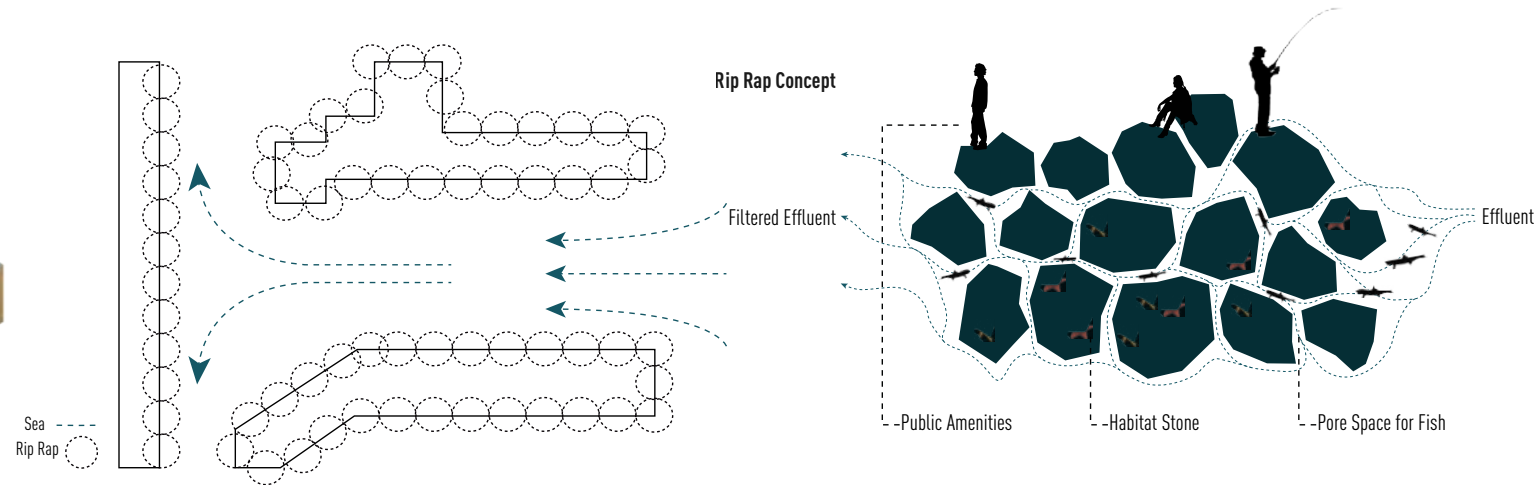 Rip Rap Concept
Filtered Effluent
Effluent
Sea
Rip Rap
Public Amenities
Habitat Stone
Pore Space for Fish